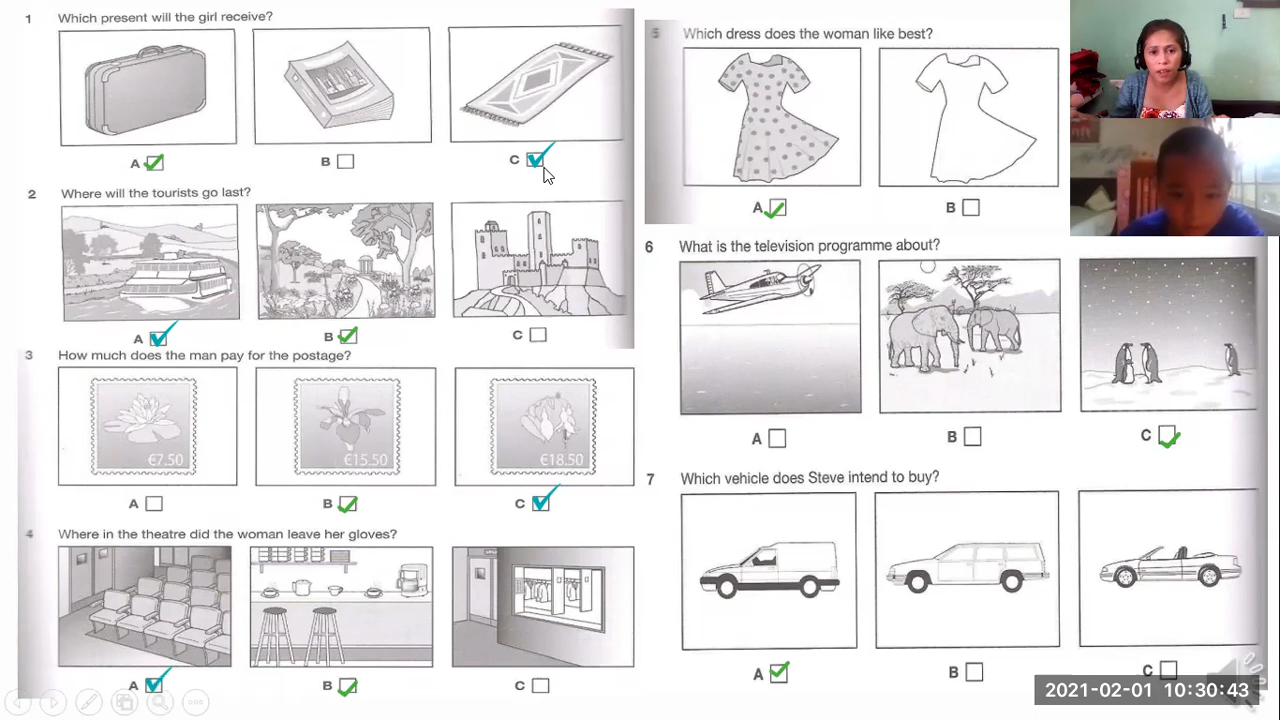 1 Which present will the girl receive?
A B C
2 Where will the tourists go last?
A B C
3 How much does the man pay for the postage?
€7.50 €15.50 €18.50
A B C
4 Where in the theatre did the woman leave her gloves?
A B C
5 Which dress does the woman like best?
A B
6 What is the television programme about?
A B C
7 Which vehicle does Steve intend to buy?
A B C
2021-02-01 10:30:43